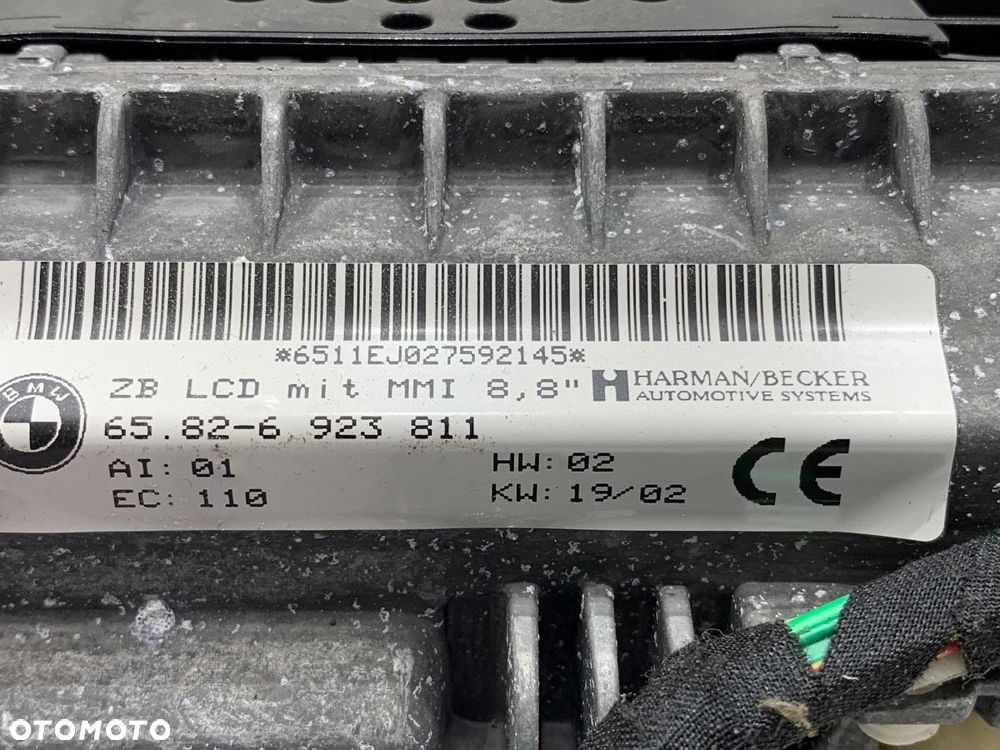 *6511EJ027592145*
ZB LCD mit MMI 8,8" HARMAN/BECKER
AUTOMOTIVE SYSTEMS
BMW
65.82-6 923 811
AI: 01 HW: 02
EC: 110 KW: 19/02
CE
OTOMOTO